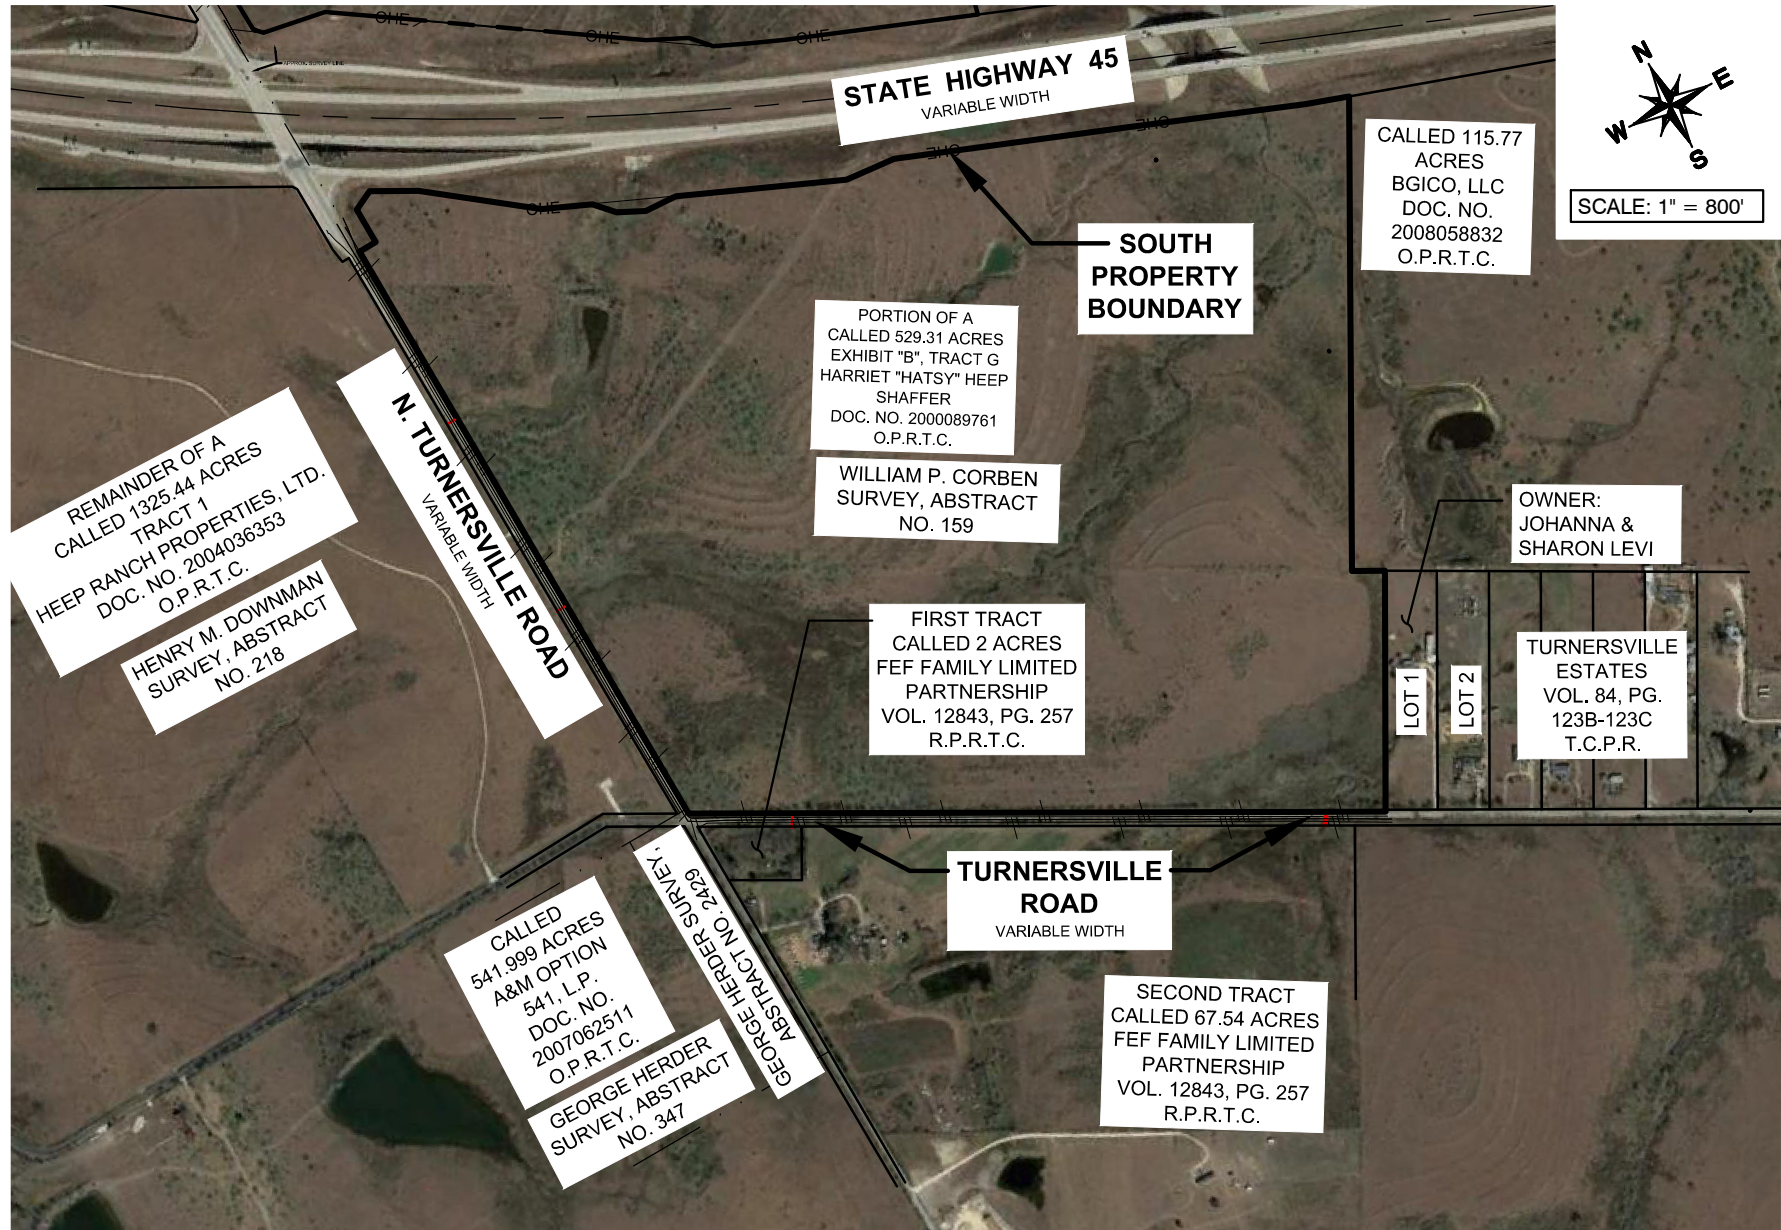 OHE
OHE
OHE
APPROX. SURVEY LINE
STATE HIGHWAY 45
VARIABLE WIDTH
OHE
OHE
OHE
N
E
W
S
SCALE: 1" = 800'
CALLED 115.77
ACRES
BGICO, LLC
DOC. NO.
2008058832
O.P.R.T.C.
SOUTH
PROPERTY
BOUNDARY
PORTION OF A
CALLED 529.31 ACRES
EXHIBIT "B", TRACT G
HARRIET "HATSY" HEEP
SHAFFER
DOC. NO. 2000089761
O.P.R.T.C.
WILLIAM P. CORBEN
SURVEY, ABSTRACT
NO. 159
N. TURNERSVILLE ROAD
VARIABLE WIDTH
REMAINDER OF A
CALLED 1325.44 ACRES
TRACT 1
HEEP RANCH PROPERTIES, LTD.
DOC. NO. 2004036353
O.P.R.T.C.
HENRY M. DOWNMAN
SURVEY, ABSTRACT
NO. 218
OWNER:
JOHANNA &
SHARON LEVI
FIRST TRACT
CALLED 2 ACRES
FEF FAMILY LIMITED
PARTNERSHIP
VOL. 12843, PG. 257
R.P.R.T.C.
LOT 1
LOT 2
TURNERSVILLE
ESTATES
VOL. 84, PG.
123B-123C
T.C.P.R.
TURNERSVILLE
ROAD
VARIABLE WIDTH
GEORGE HERDER SURVEY,
ABSTRACT NO. 2429
CALLED
541.999 ACRES
A&M OPTION
541, L.P.
DOC. NO.
2007062511
O.P.R.T.C.
GEORGE HERDER
SURVEY, ABSTRACT
NO. 347
SECOND TRACT
CALLED 67.54 ACRES
FEF FAMILY LIMITED
PARTNERSHIP
VOL. 12843, PG. 257
R.P.R.T.C.